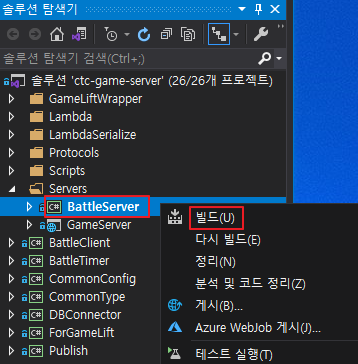 솔루션 탐색기
솔루션 탐색기 검색(Ctrl+;)
솔루션 'ctc-game-server' (26/26개 프로젝트)
GameLiftWrapper
Lambda
LambdaSerialize
Protocols
Scripts
Servers
C# BattleServer
GameServer
C# BattleClient
C# BattleTimer
C# CommonConfig
C# CommonType
C# DBConnector
C# ForGameLift
C# Publish
빌드(U)
다시 빌드(E)
정리(N)
분석 및 코드 정리(Z)
게시(B)...
Azure WebJob 게시(J)...
테스트 실행(T)